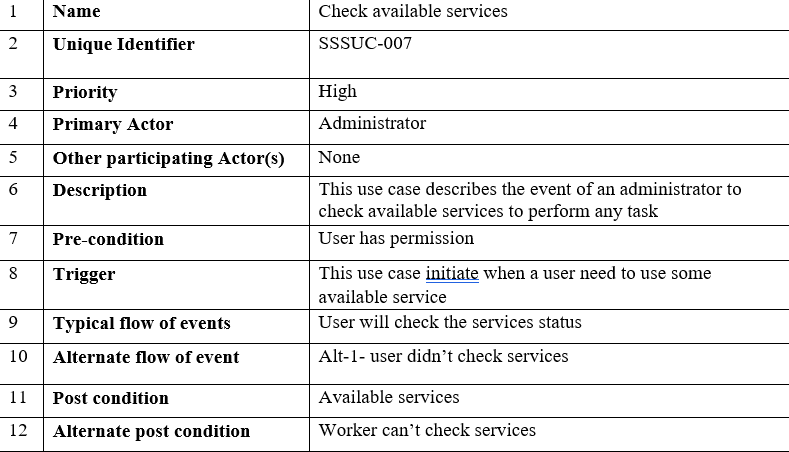 1 Name Check available services
2 Unique Identifier SSSUC-007
3 Priority High
4 Primary Actor Administrator
5 Other participating Actor(s) None
6 Description This use case describes the event of an administrator to
check available services to perform any task
7 Pre-condition User has permission
8 Trigger This use case initiate when a user need to use some
available service
9 Typical flow of events User will check the services status
10 Alternate flow of event Alt-1- user didn’t check services
11 Post condition Available services
12 Alternate post condition Worker can’t check services